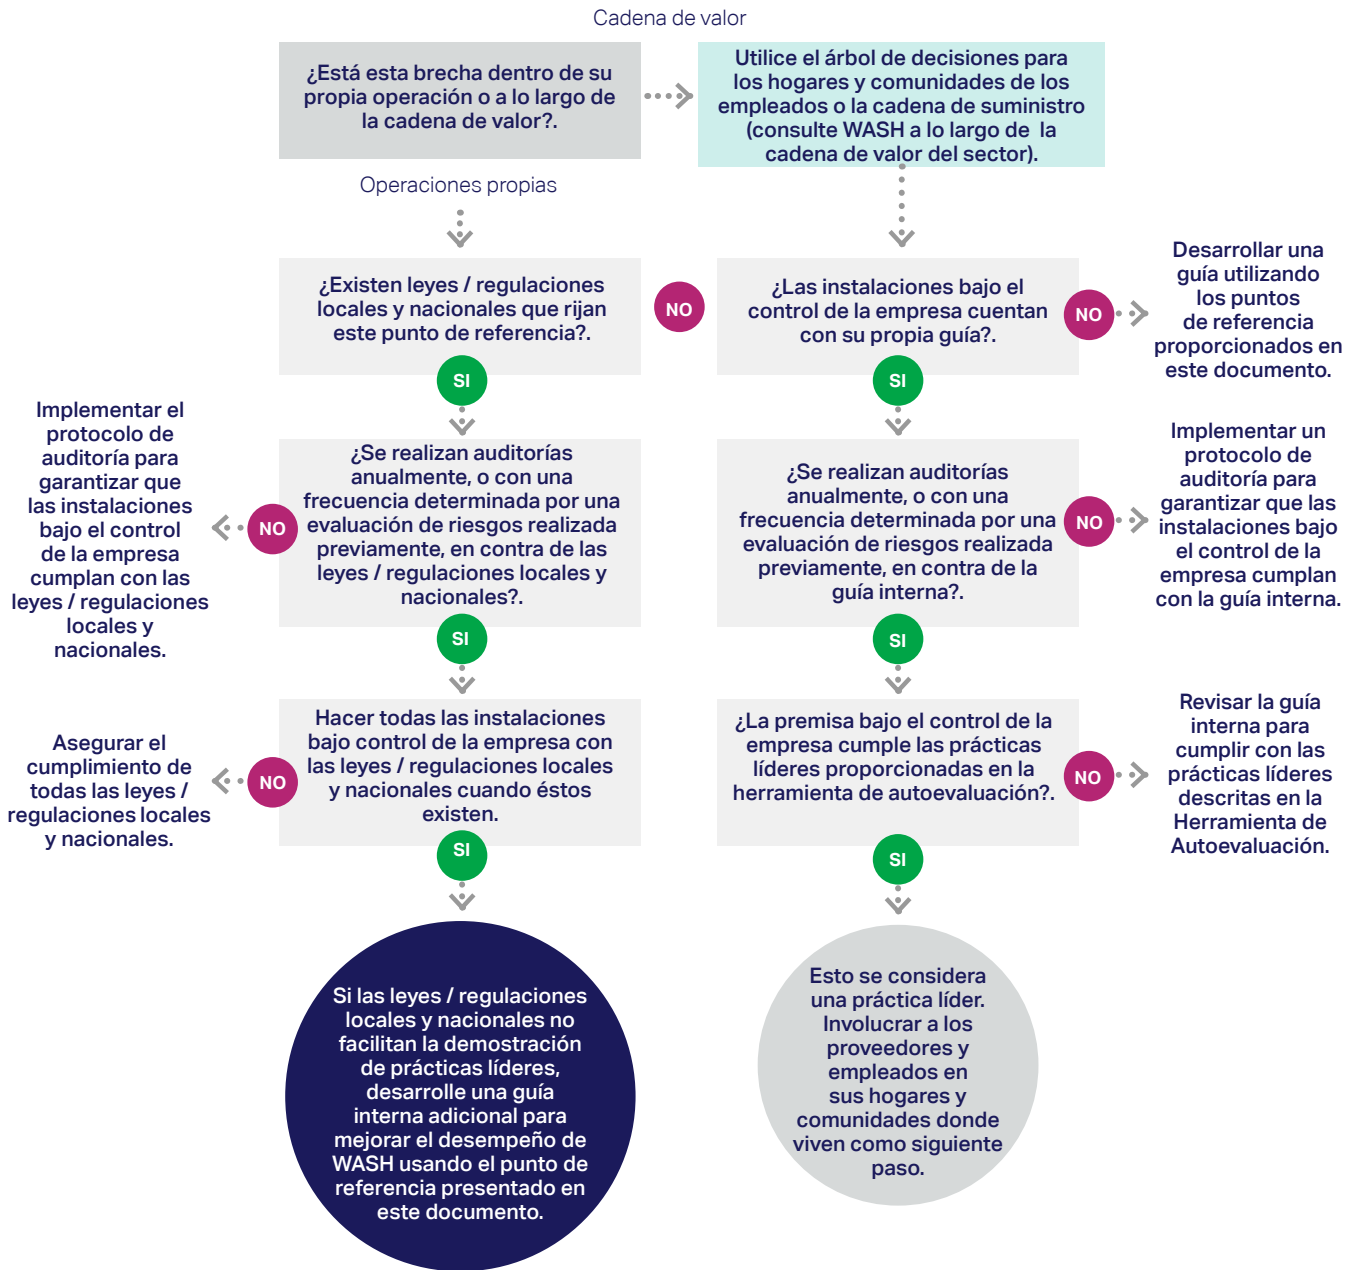 Cadena de valor
¿Está esta brecha dentro de su
propia operación o a lo largo de
la cadena de valor?.
Utilice el árbol de decisiones para
los hogares y comunidades de los
empleados o la cadena de suministro
(consulte WASH a lo largo de la
cadena de valor del sector).
Operaciones propias
¿Existen leyes / regulaciones
locales y nacionales que rijan
este punto de referencia?.
NO
¿Las instalaciones bajo el
control de la empresa cuentan
con su propia guía?.
NO
Desarrollar una
guía utilizando
los puntos
de referencia
proporcionados en
este documento.
SI
SI
Implementar el
protocolo de
auditoría para
garantizar que
las instalaciones
bajo el control
de la empresa
cumplan con las
leyes / regulaciones
locales y
nacionales.
NO
¿Se realizan auditorías
anualmente, o con una
frecuencia determinada por una
evaluación de riesgos realizada
previamente, en contra de las
leyes / regulaciones locales y
nacionales?.
¿Se realizan auditorías
anualmente, o con una
frecuencia determinada por una
evaluación de riesgos realizada
previamente, en contra de la
guía interna?.
NO
Implementar un
protocolo de
auditoría para
garantizar que las
instalaciones bajo
el control de la
empresa cumplan
con la guía interna.
SI
SI
Asegurar el
cumplimiento de
todas las leyes /
regulaciones locales
y nacionales.
NO
Hacer todas las instalaciones
bajo control de la empresa con
las leyes / regulaciones locales
y nacionales cuando éstos
existen.
¿La premisa bajo el control de la
empresa cumple las prácticas
líderes proporcionadas en la
herramienta de autoevaluación?.
NO
Revisar la guía
interna para
cumplir con las
prácticas líderes
descritas en la
Herramienta de
Autoevaluación.
SI
SI
Si las leyes / regulaciones
locales y nacionales no
facilitan la demostración
de prácticas líderes,
desarrolle una guía
interna adicional para
mejorar el desempeño de
WASH usando el punto de
referencia presentado en
este documento.
Esto se considera
una práctica líder.
Involucrar a los
proveedores y
empleados en
sus hogares y
comunidades donde
viven como siguiente
paso.